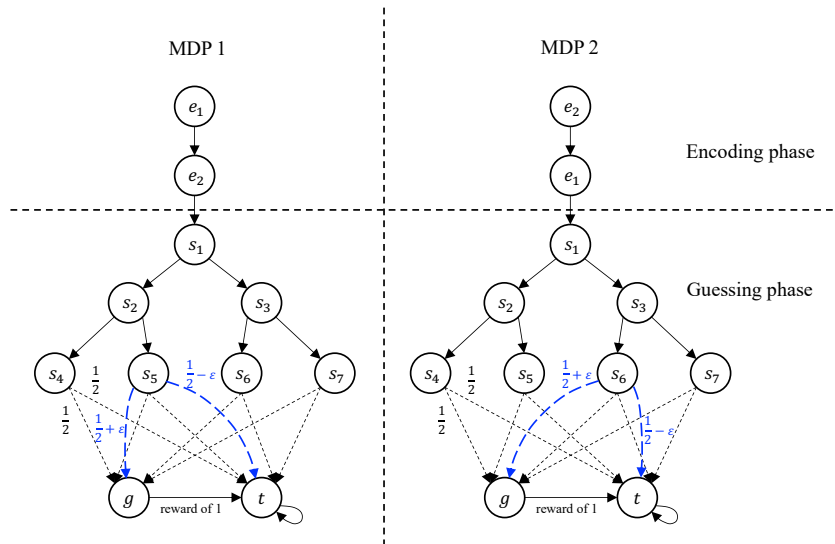 MDP 1
MDP 2
e₁
e₂
e₂
e₁
Encoding phase
s₁
s₁
Guessing phase
s₂
s₃
s₂
s₃
s₄
s₅
s₆
s₇
s₄
s₅
s₆
s₇
1/2
1/2 − ε
1/2
1/2 + ε
1/2 + ε
1/2
1/2
1/2 − ε
g
t
g
t
reward of 1
reward of 1